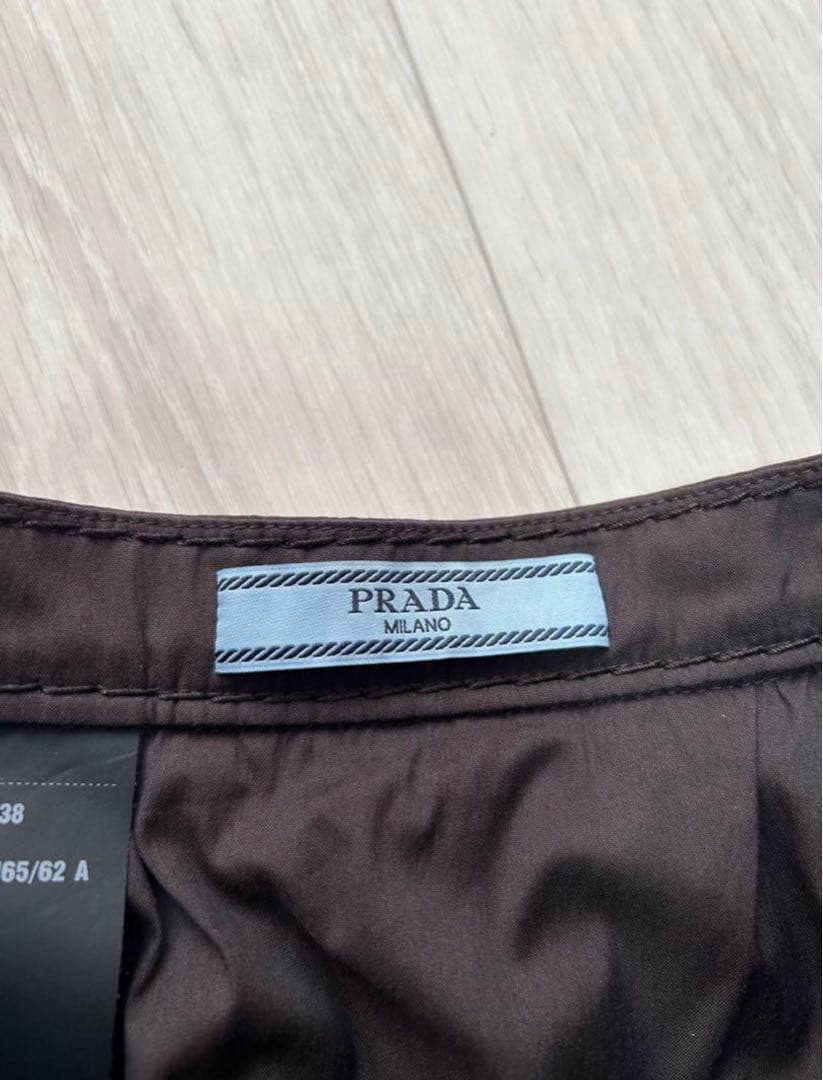 PRADA
MILANO
38
/65/62 A